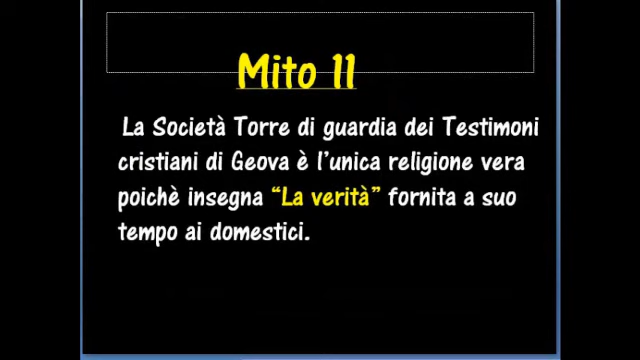 Mito 11
La Società Torre di guardia dei Testimoni
cristiani di Geova è l'unica religione vera
poichè insegna “La verità” fornita a suo
tempo ai domestici.